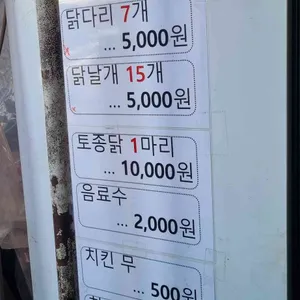 닭다리 7개
... 5,000원
닭날개 15개
... 5,000원
토종닭 1마리
... 10,000원
음료수
... 2,000원
치킨 무
... 500원